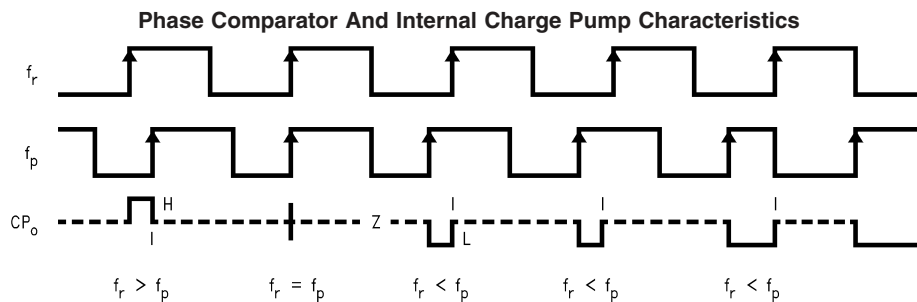 Phase Comparator And Internal Charge Pump Characteristics
fr
fp
CPo
H
I
Z
I
L
I
I
fr > fp
fr = fp
fr < fp
fr < fp
fr < fp